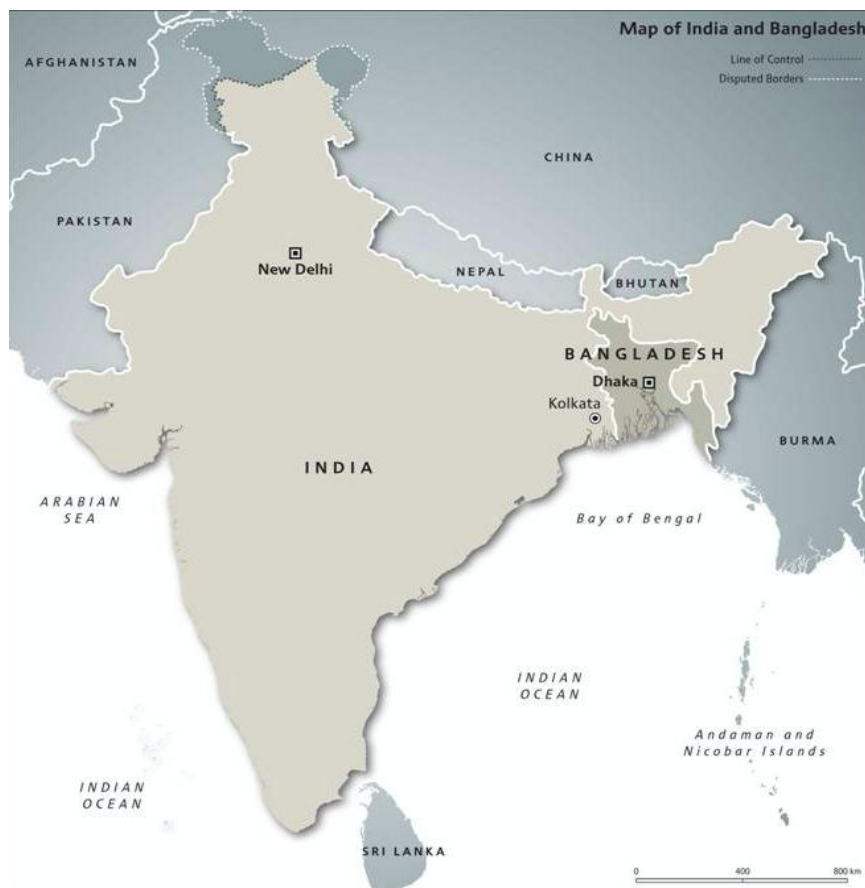 Map of India and Bangladesh
AFGHANISTAN
Line of Control
Disputed Borders
CHINA
PAKISTAN
New Delhi
NEPAL
BHUTAN
BANGLADESH
Dhaka
Kolkata
BURMA
INDIA
ARABIAN
SEA
Bay of Bengal
INDIAN
OCEAN
Andaman and
Nicobar Islands
INDIAN
OCEAN
SRI LANKA
0 400 800 km